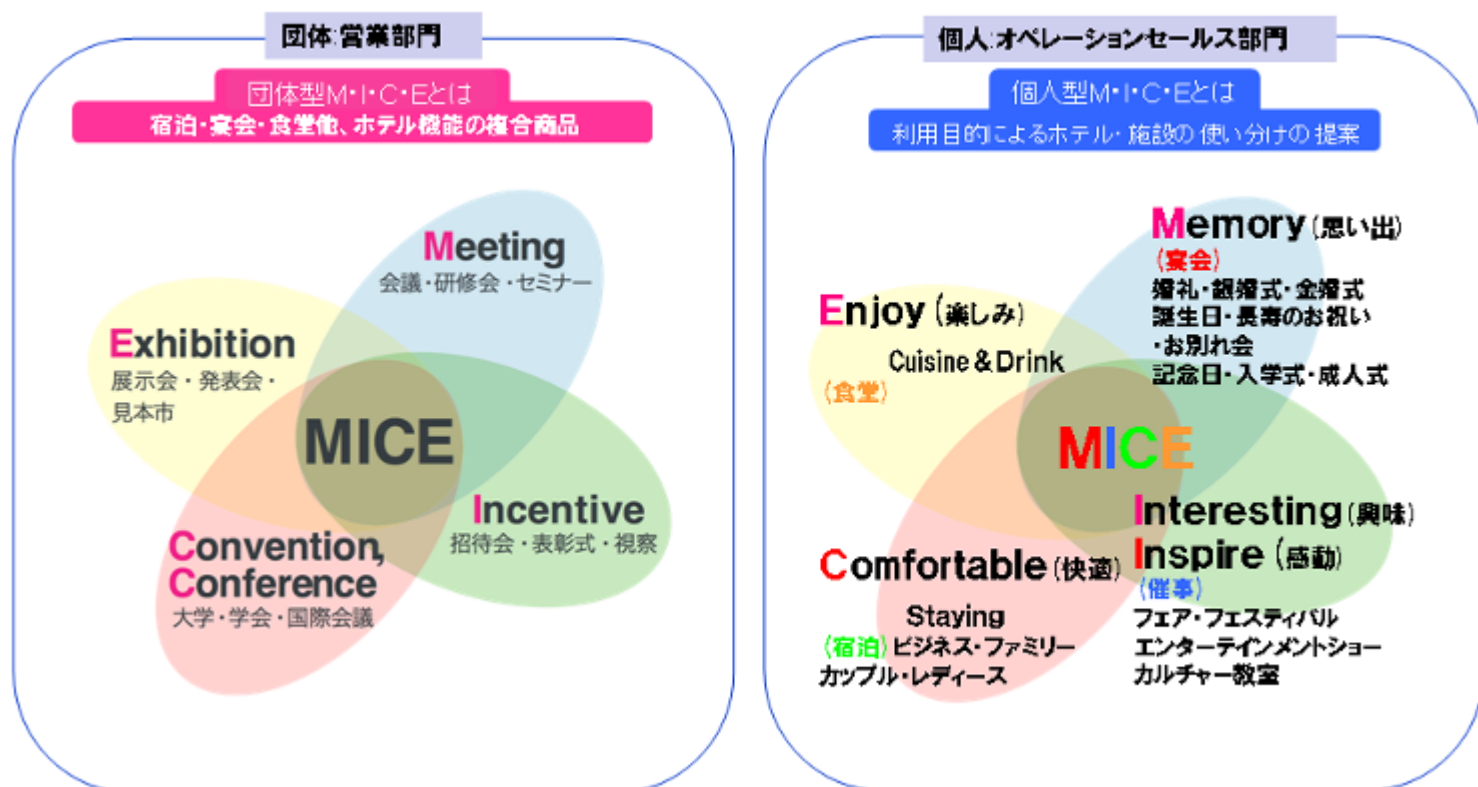 団体:営業部門
団体型M・I・C・Eとは
宿泊・宴会・食堂他、ホテル機能の複合商品
Meeting
会議・研修会・セミナー
Exhibition
展示会・発表会・
見本市
MICE
Incentive
招待会・表彰式・視察
Convention,
Conference
大学・学会・国際会議
個人:オペレーションセールス部門
個人型M・I・C・Eとは
利用目的によるホテル・施設の使い分けの提案
Memory(思い出)
(宴会)
婚礼・銀婚式・金婚式
誕生日・長寿のお祝い
・お別れ会
記念日・入学式・成人式
Enjoy(楽しみ)
Cuisine & Drink
(食堂)
MICE
Interesting(興味)
Inspire(感動)
(催事)
フェア・フェスティバル
エンターテインメントショー
カルチャー教室
Comfortable(快適)
Staying
(宿泊)ビジネス・ファミリー
カップル・レディース